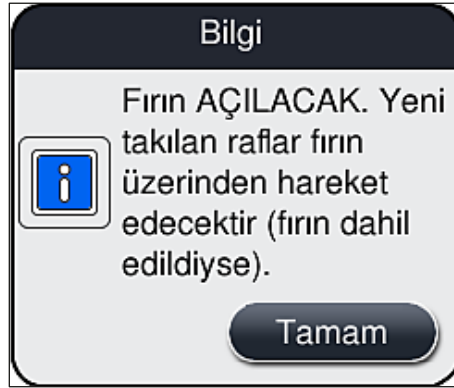 Bilgi
Fırın AÇILACAK. Yeni
takılan raflar fırın
üzerinden hareket
edecektir (fırın dahil
edildiyse).
Tamam